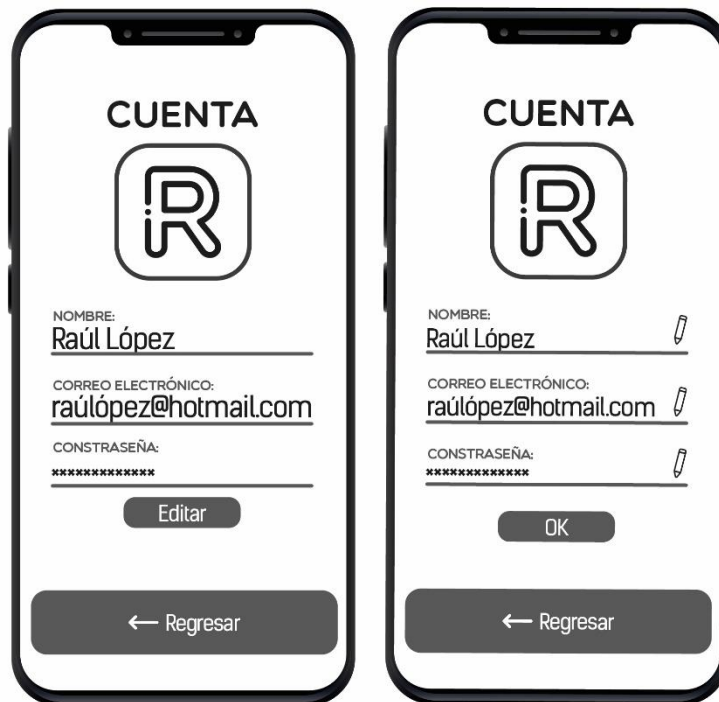 CUENTA
R
NOMBRE:
Raúl López
CORREO ELECTRÓNICO:
raúlópez@hotmail.com
CONSTRASEÑA:
×××××××××××××
Editar
← Regresar
CUENTA
R
NOMBRE:
Raúl López
CORREO ELECTRÓNICO:
raúlópez@hotmail.com
CONSTRASEÑA:
×××××××××××××
OK
← Regresar